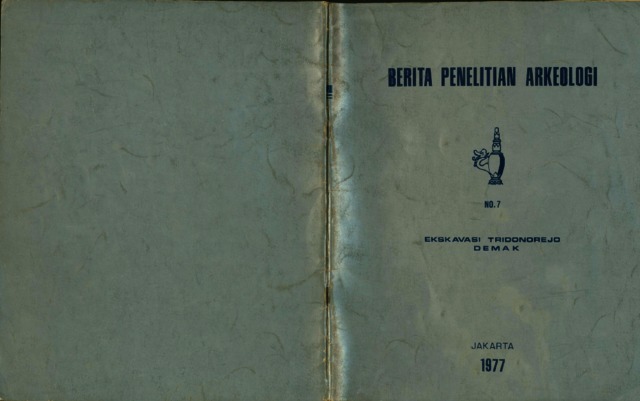 BERITA PENELITIAN ARKEOLOGI
NO. 7
EKSKAVASI TRIDONOREJO
DEMAK
JAKARTA
1977